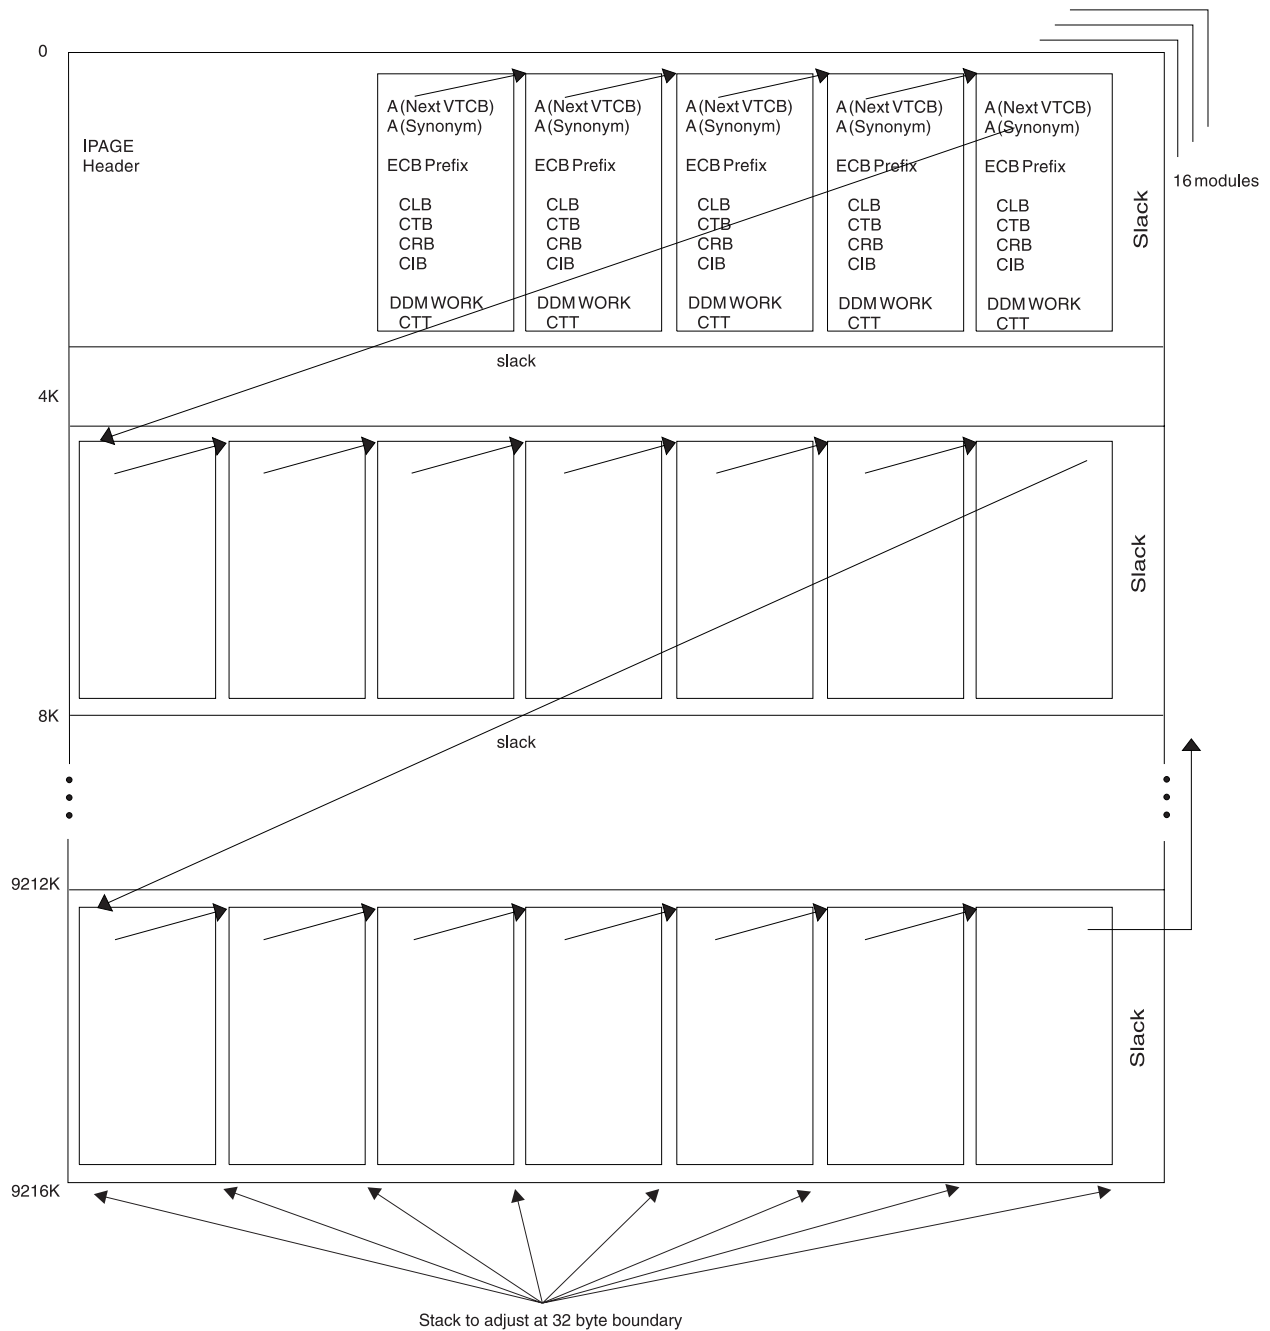 0
IPAGE
Header
A (Next VTCB)
A (Synonym)
ECB Prefix
CLB
CTB
CRB
CIB
DDM WORK
CTT
A (Next VTCB)
A (Synonym)
ECB Prefix
CLB
CTB
CRB
CIB
DDM WORK
CTT
A (Next VTCB)
A (Synonym)
ECB Prefix
CLB
CTB
CRB
CIB
DDM WORK
CTT
A (Next VTCB)
A (Synonym)
ECB Prefix
CLB
CTB
CRB
CIB
DDM WORK
CTT
A (Next VTCB)
A (Synonym)
ECB Prefix
CLB
CTB
CRB
CIB
DDM WORK
CTT
Slack
16 modules
slack
4K
Slack
8K
slack
9212K
Slack
9216K
Stack to adjust at 32 byte boundary